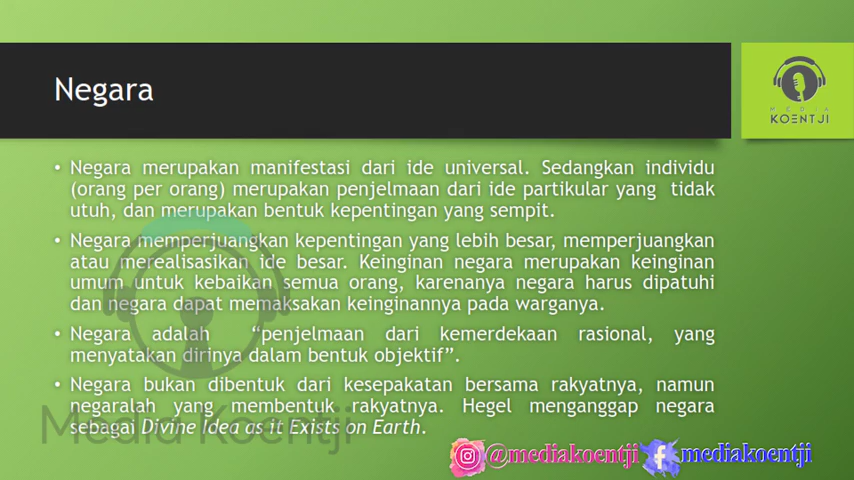 Negara
MEDIA
KOENTJI
• Negara merupakan manifestasi dari ide universal. Sedangkan individu
(orang per orang) merupakan penjelmaan dari ide partikular yang tidak
utuh, dan merupakan bentuk kepentingan yang sempit.
• Negara memperjuangkan kepentingan yang lebih besar, memperjuangkan
atau merealisasikan ide besar. Keinginan negara merupakan keinginan
umum untuk kebaikan semua orang, karenanya negara harus dipatuhi
dan negara dapat memaksakan keinginannya pada warganya.
• Negara adalah “penjelmaan dari kemerdekaan rasional, yang
menyatakan dirinya dalam bentuk objektif”.
• Negara bukan dibentuk dari kesepakatan bersama rakyatnya, namun
negaralah yang membentuk rakyatnya. Hegel menganggap negara
sebagai Divine Idea as it Exists on Earth.
Media Koentji
@mediakoentji mediakoentji